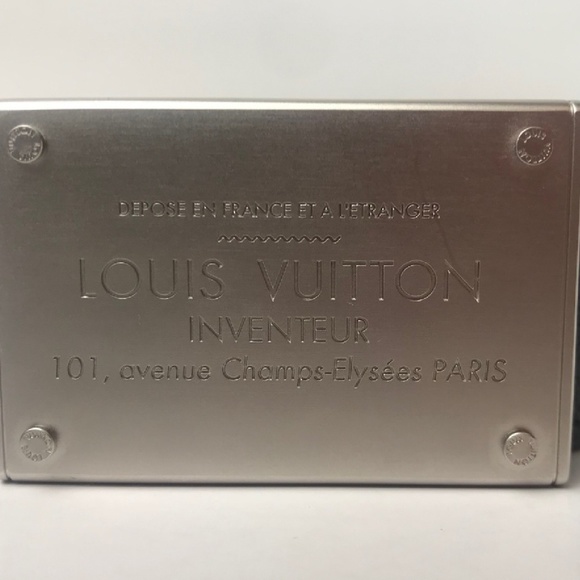 DEPOSE EN FRANCE ET A L'ETRANGER
LOUIS VUITTON
INVENTEUR
101, avenue Champs-Elysées PARIS